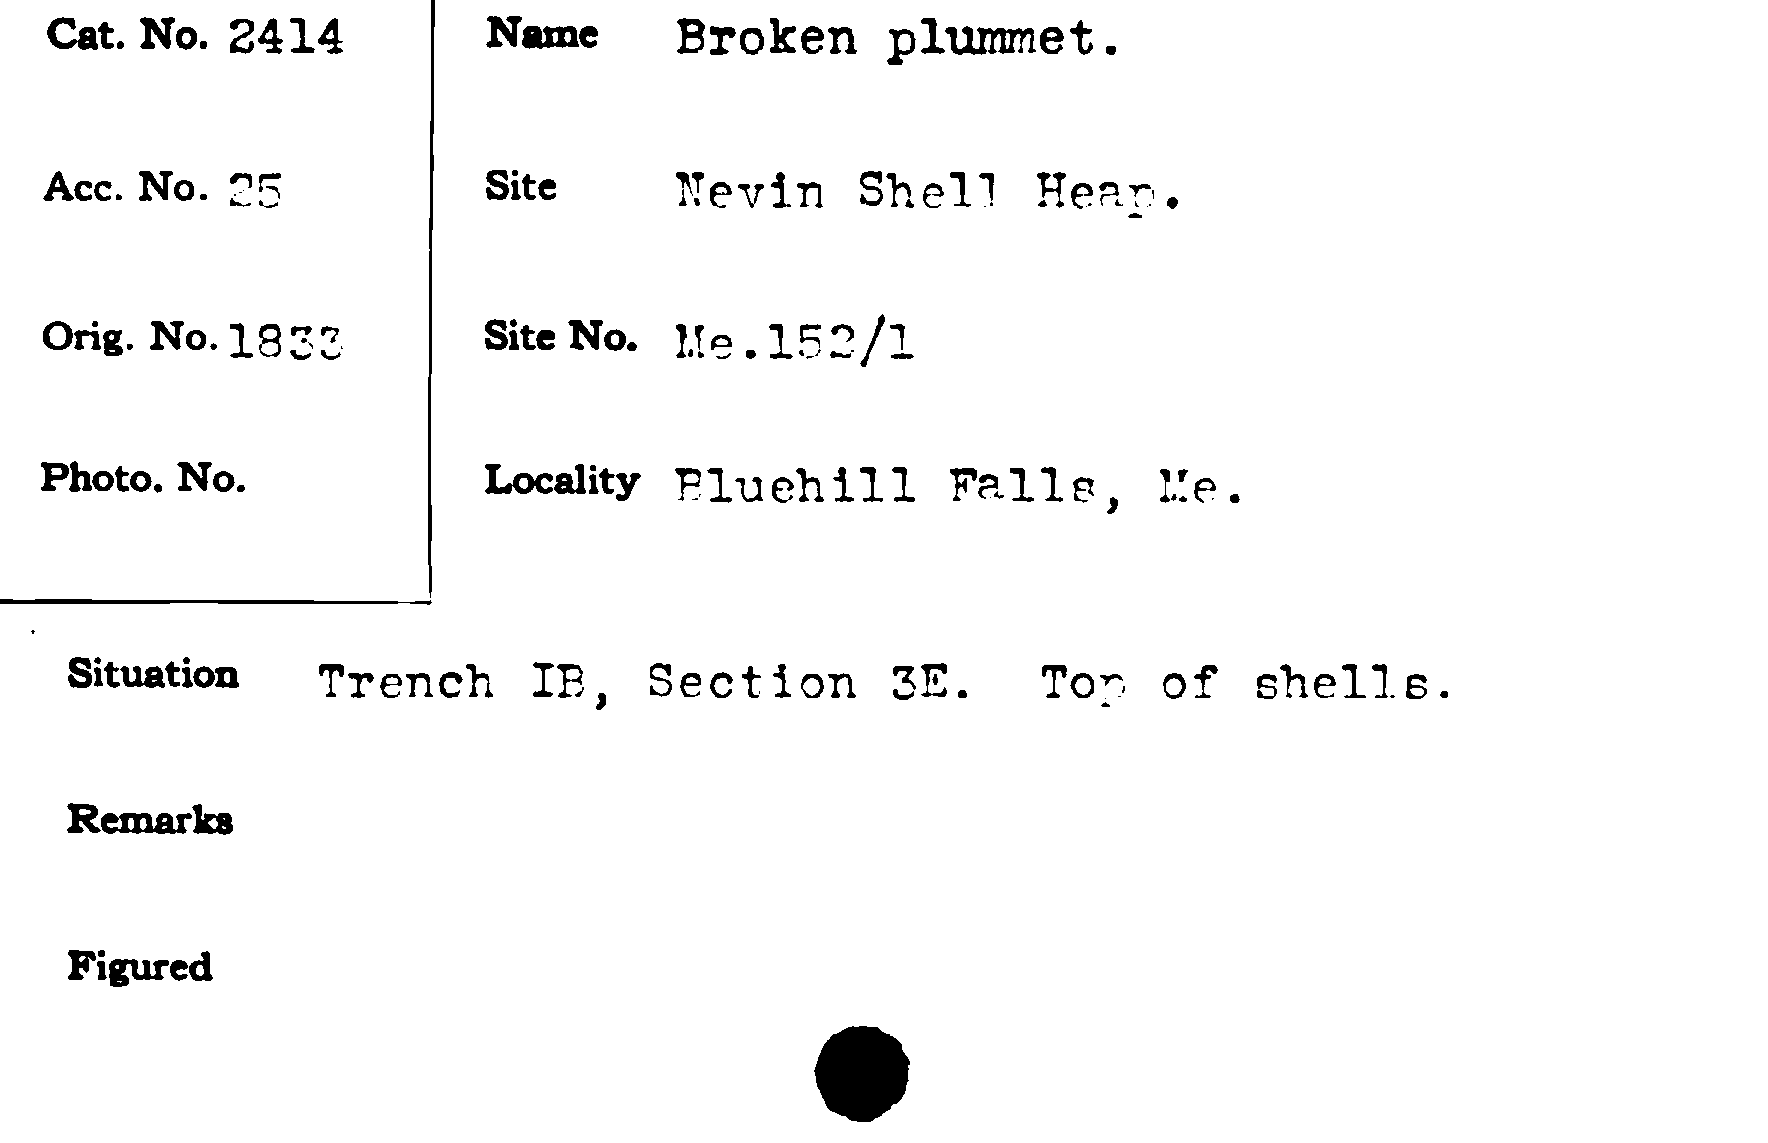 Cat. No. 2414 Name Broken plummet.
Acc. No. 25 Site Nevin Shell Heap.
Orig. No. 1833 Site No. Me.152/1
Photo. No. Locality Bluehill Falls, Me.
Situation Trench IB, Section 3E. Top of shells.
Remarks
Figured